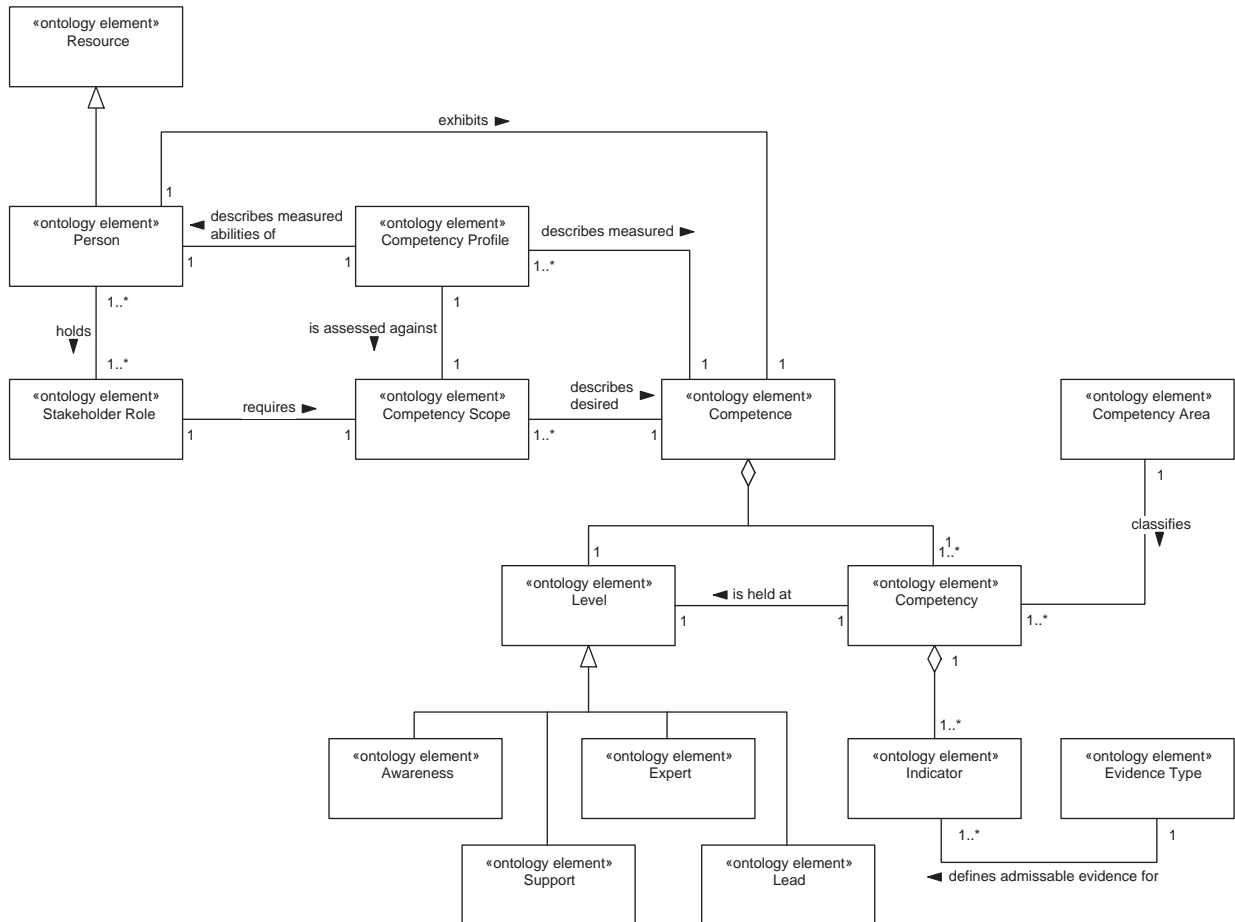 «ontology element»
Resource
exhibits
1
«ontology element»
Person
describes measured
abilities of
1
1
«ontology element»
Competency Profile
describes measured
1..*
1..*
1
holds
is assessed against
1..*
1
1
1
«ontology element»
Stakeholder Role
requires
1
1
«ontology element»
Competency Scope
describes
desired
1..*
1
«ontology element»
Competence
«ontology element»
Competency Area
1
classifies
1
1
1..*
«ontology element»
Level
is held at
1
1
«ontology element»
Competency
1..*
1
1..*
«ontology element»
Awareness
«ontology element»
Expert
«ontology element»
Indicator
«ontology element»
Evidence Type
1..*
1
«ontology element»
Support
«ontology element»
Lead
defines admissable evidence for